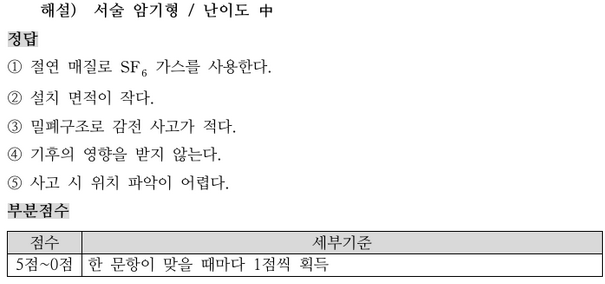 해설) 서술 암기형 / 난이도 中
정답
① 절연 매질로 SF₆ 가스를 사용한다.
② 설치 면적이 작다.
③ 밀폐구조로 감전 사고가 적다.
④ 기후의 영향을 받지 않는다.
⑤ 사고 시 위치 파악이 어렵다.
부분점수
점수 세부기준
5점~0점 한 문항이 맞을 때마다 1점씩 획득